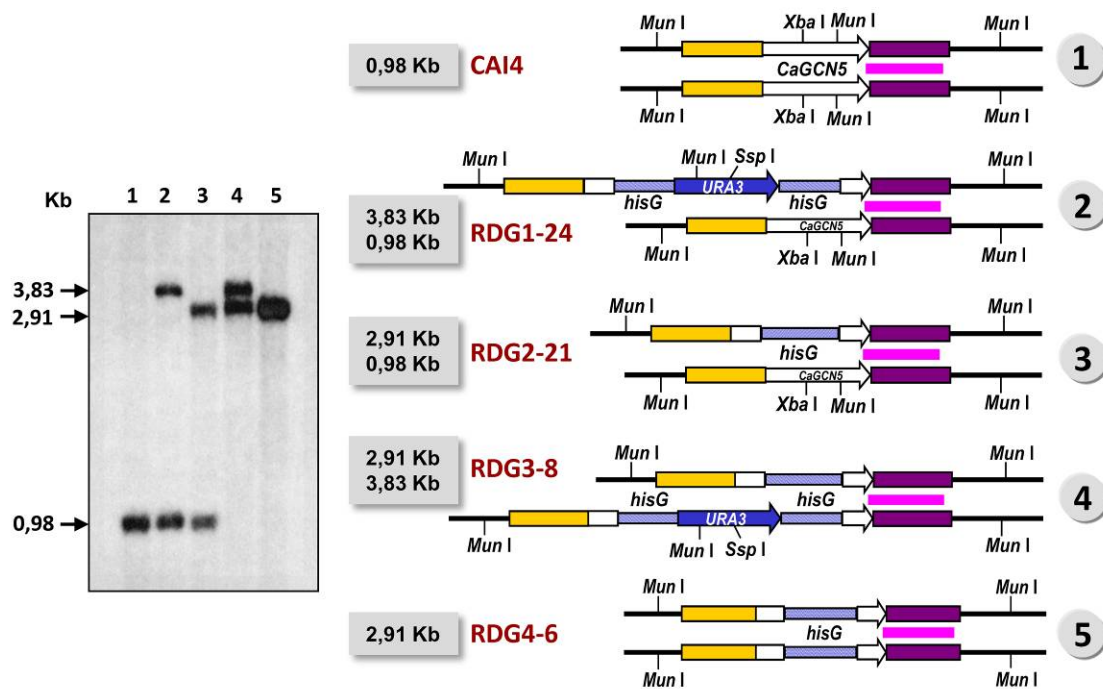 Kb
1 2 3 4 5
3,83
2,91
0,98
0,98 Kb
CAI4
Mun I Xba I Mun I Mun I
CaGCN5
Mun I Xba I Mun I Mun I
1
3,83 Kb
0,98 Kb
RDG1-24
Mun I Mun I Ssp I Mun I
URA3
hisG hisG
CaGCN5
Mun I Xba I Mun I Mun I
2
2,91 Kb
0,98 Kb
RDG2-21
Mun I Mun I
hisG
CaGCN5
Mun I Xba I Mun I Mun I
3
2,91 Kb
3,83 Kb
RDG3-8
Mun I Mun I
hisG hisG
URA3
Mun I Mun I Ssp I Mun I
4
2,91 Kb
RDG4-6
Mun I Mun I
hisG
Mun I Mun I
5